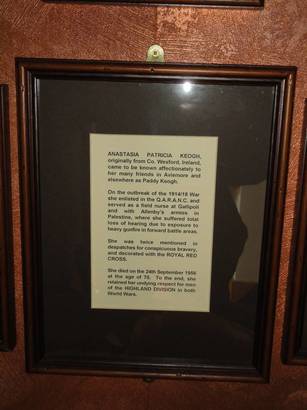 ANASTASIA PATRICIA KEOGH,
originally from Co. Wexford, Ireland,
came to be known affectionately to
her many friends in Aviemore and
elsewhere as Paddy Keogh.
On the outbreak of the 1914/18 War
she enlisted in the Q.A.R.A.N.C. and
served as a field nurse at Gallipoli
and with Allenby's armies in
Palestine, where she suffered total
loss of hearing due to exposure to
heavy gunfire in forward battle areas.
She was twice mentioned in
despatches for conspicuous bravery,
and decorated with the ROYAL RED
CROSS.
She died on the 24th September 1956
at the age of 78. To the end, she
retained her undying respect for men
of the HIGHLAND DIVISION in both
World Wars.